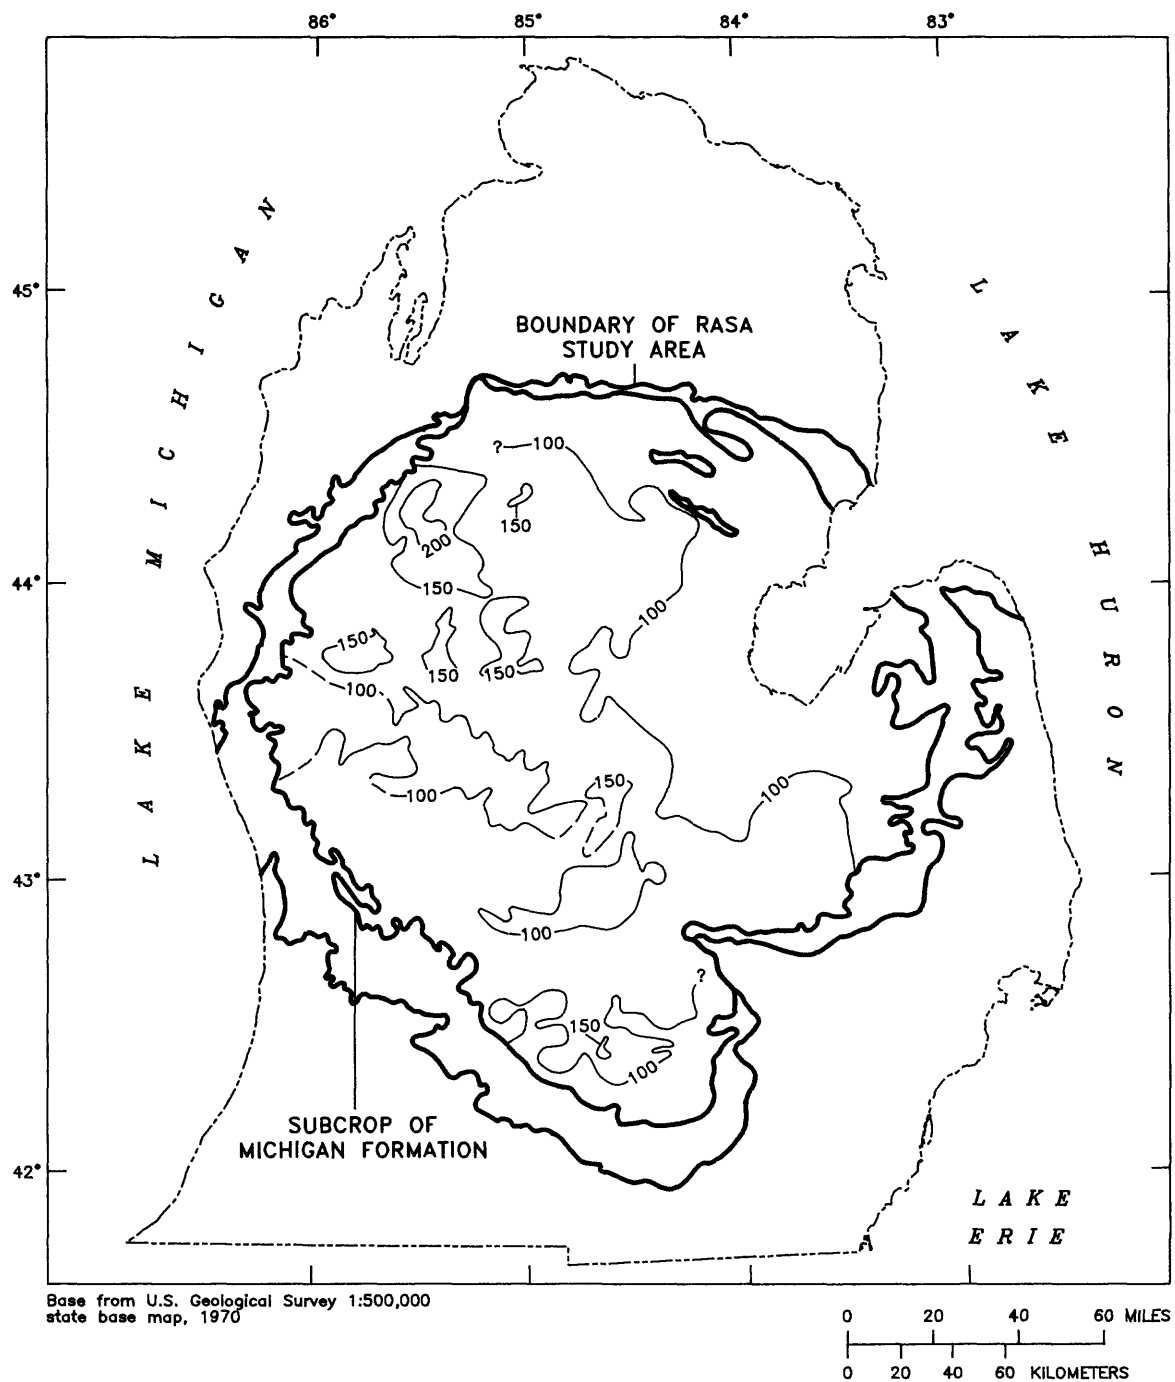 86° 85° 84° 83°
LAKE MICHIGAN
45°
LAKE HURON
BOUNDARY OF RASA
STUDY AREA
?
100
150
200
44°
150
100
150
150
150
100
100
150
100
43°
100
?
150
100
SUBCROP OF
MICHIGAN FORMATION
42°
LAKE
ERIE
Base from U.S. Geological Survey 1:500,000
state base map, 1970
0 20 40 60 MILES
0 20 40 60 KILOMETERS